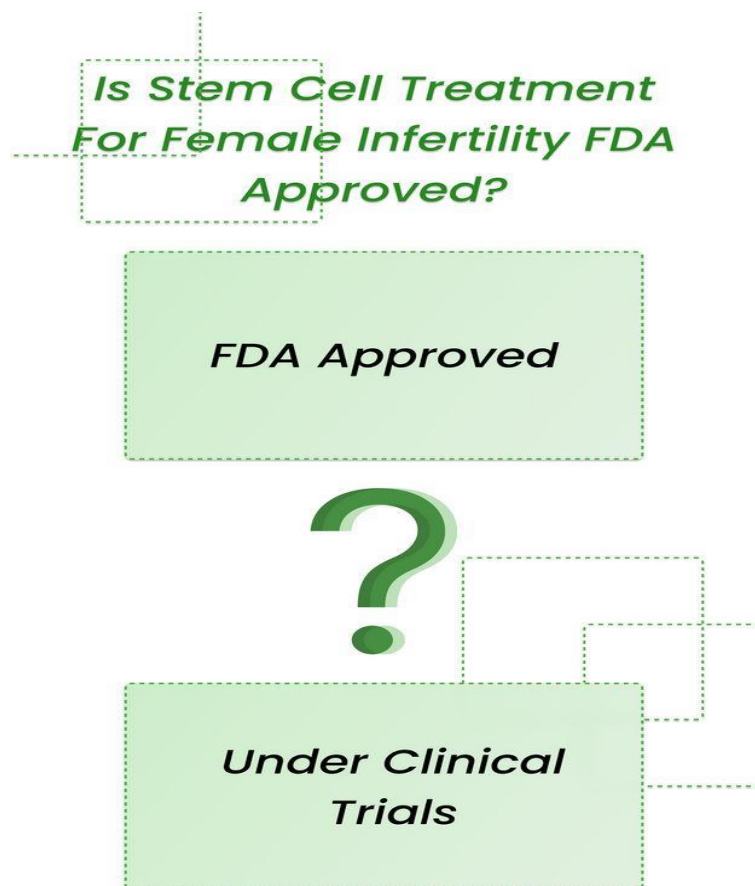 Is Stem Cell Treatment
For Female Infertility FDA
Approved?
FDA Approved
?
Under Clinical
Trials